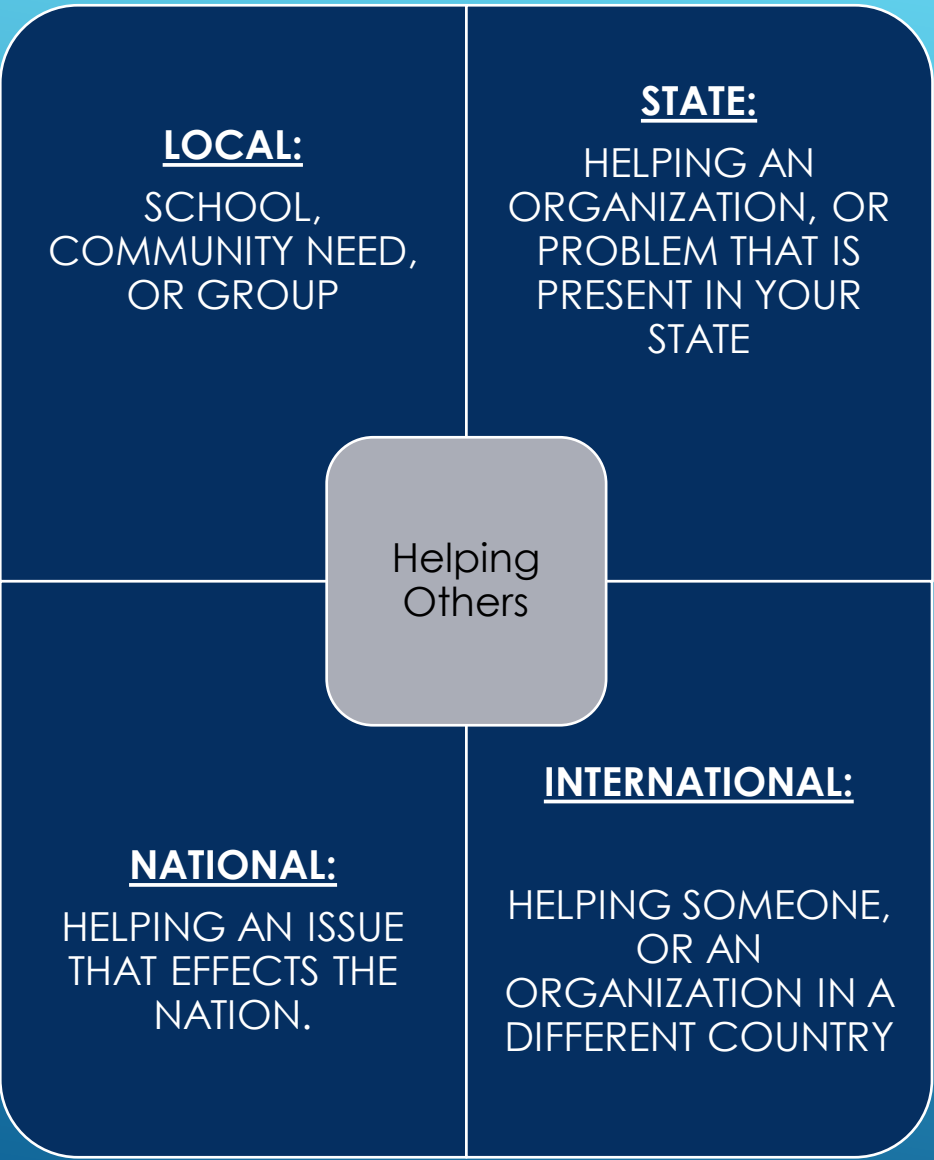 LOCAL:
SCHOOL,
COMMUNITY NEED,
OR GROUP
STATE:
HELPING AN
ORGANIZATION, OR
PROBLEM THAT IS
PRESENT IN YOUR
STATE
Helping
Others
NATIONAL:
HELPING AN ISSUE
THAT EFFECTS THE
NATION.
INTERNATIONAL:
HELPING SOMEONE,
OR AN
ORGANIZATION IN A
DIFFERENT COUNTRY